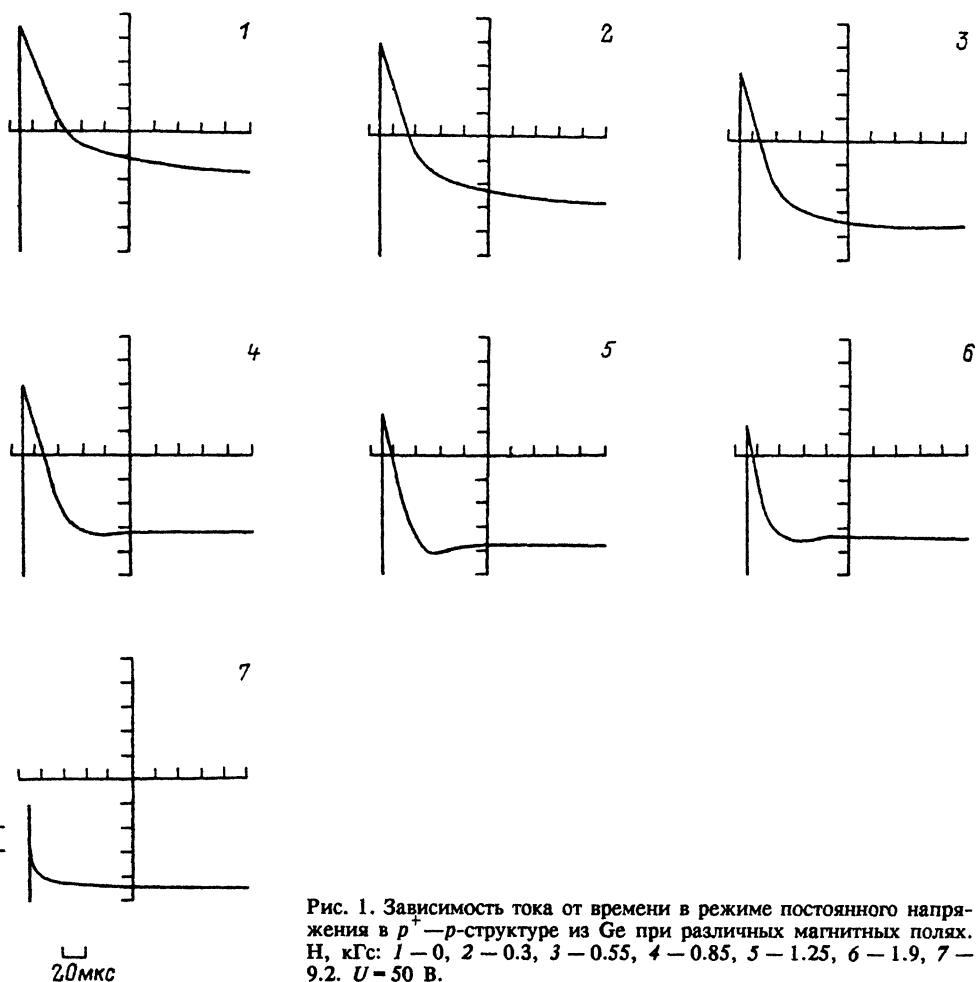 1
2
3
4
5
6
7
20мкс
Рис. 1. Зависимость тока от времени в режиме постоянного напря-
жения в p⁺—p-структуре из Ge при различных магнитных полях.
H, кГс: 1 — 0, 2 — 0.3, 3 — 0.55, 4 — 0.85, 5 — 1.25, 6 — 1.9, 7 —
9.2. U = 50 В.